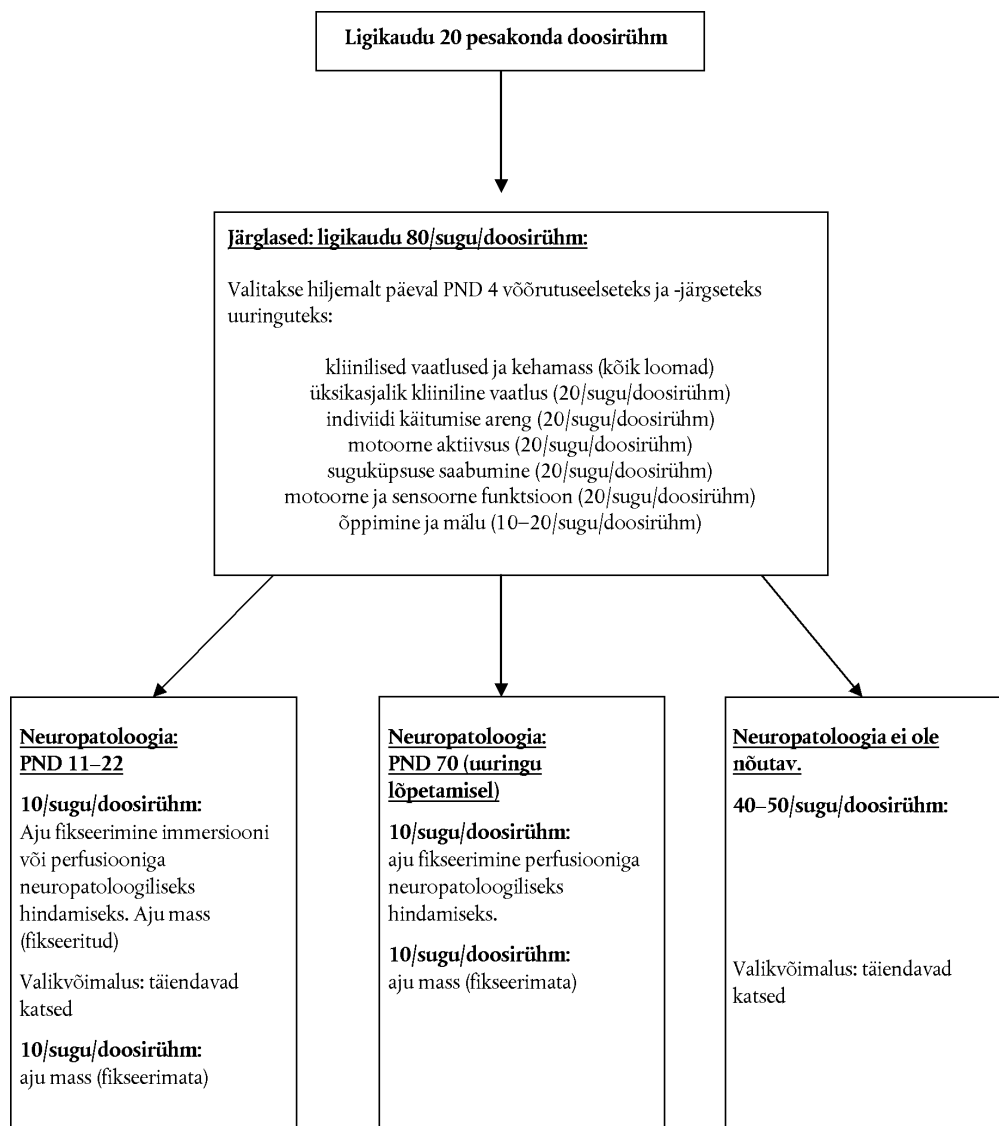 Ligikaudu 20 pesakonda doosirühm
Järglased: ligikaudu 80/sugu/doosirühm:
Valitakse hiljemalt päeval PND 4 võõrutuseelseteks ja -järgseteks
uuringuteks:
kliinilised vaatlused ja kehamass (kõik loomad)
üksikasjalik kliiniline vaatlus (20/sugu/doosirühm)
indiviidi käitumise areng (20/sugu/doosirühm)
motoorne aktiivsus (20/sugu/doosirühm)
suguküpsuse saabumine (20/sugu/doosirühm)
motoorne ja sensoorne funktsioon (20/sugu/doosirühm)
õppimine ja mälu (10–20/sugu/doosirühm)
Neuropatoloogia:
PND 11–22
10/sugu/doosirühm:
Aju fikseerimine immersiooni
või perfusiooniga
neuropatoloogiliseks
hindamiseks. Aju mass
(fikseeritud)
Valikvõimalus: täiendavad
katsed
10/sugu/doosirühm:
aju mass (fikseerimata)
Neuropatoloogia:
PND 70 (uuringu
lõpetamisel)
10/sugu/doosirühm:
aju fikseerimine perfusiooniga
neuropatoloogiliseks
hindamiseks.
10/sugu/doosirühm:
aju mass (fikseerimata)
Neuropatoloogia ei ole
nõutav.
40–50/sugu/doosirühm:
Valikvõimalus: täiendavad
katsed